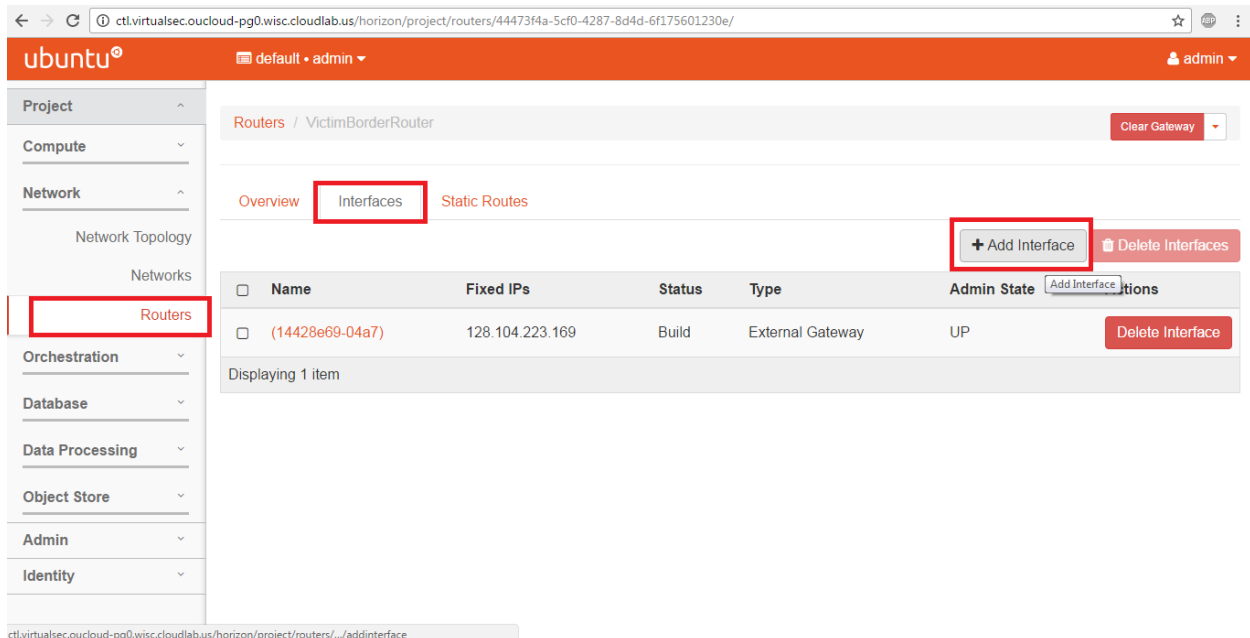 ctl.virtualsec.oucloud-pg0.wisc.cloudlab.us/horizon/project/routers/44473f4a-5cf0-4287-8d4d-6f175601230e/
ABP
ubuntu default • admin admin
Project
Routers / VictimBorderRouter Clear Gateway
Compute
Network
Overview Interfaces Static Routes
Network Topology
+ Add Interface Delete Interfaces
Networks
Name Fixed IPs Status Type Admin State Add Interface tions
Routers
(14428e69-04a7) 128.104.223.169 Build External Gateway UP Delete Interface
Orchestration
Displaying 1 item
Database
Data Processing
Object Store
Admin
Identity
ctl.virtualsec.oucloud-pg0.wisc.cloudlab.us/horizon/project/routers/.../addinterface